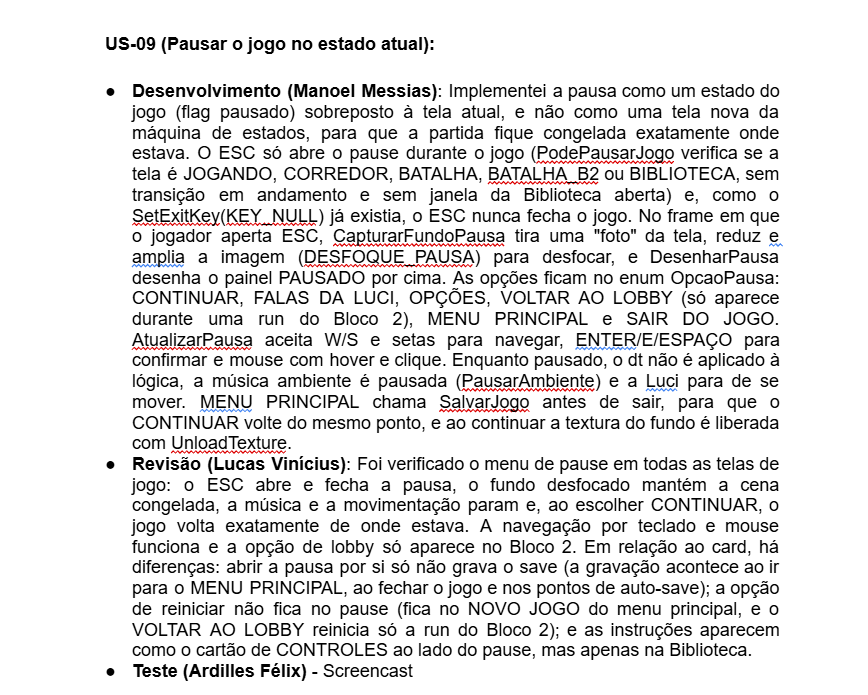 US-09 (Pausar o jogo no estado atual):
● Desenvolvimento (Manoel Messias): Implementei a pausa como um estado do
jogo (flag pausado) sobreposto à tela atual, e não como uma tela nova da
máquina de estados, para que a partida fique congelada exatamente onde
estava. O ESC só abre o pause durante o jogo (PodePausarJogo verifica se a
tela é JOGANDO, CORREDOR, BATALHA, BATALHA_B2 ou BIBLIOTECA, sem
transição em andamento e sem janela da Biblioteca aberta) e, como o
SetExitKey(KEY_NULL) já existia, o ESC nunca fecha o jogo. No frame em que
o jogador aperta ESC, CapturarFundoPausa tira uma "foto" da tela, reduz e
amplia a imagem (DESFOQUE_PAUSA) para desfocar, e DesenharPausa
desenha o painel PAUSADO por cima. As opções ficam no enum OpcaoPausa:
CONTINUAR, FALAS DA LUCI, OPÇÕES, VOLTAR AO LOBBY (só aparece
durante uma run do Bloco 2), MENU PRINCIPAL e SAIR DO JOGO.
AtualizarPausa aceita W/S e setas para navegar, ENTER/E/ESPAÇO para
confirmar e mouse com hover e clique. Enquanto pausado, o dt não é aplicado à
lógica, a música ambiente é pausada (PausarAmbiente) e a Luci para de se
mover. MENU PRINCIPAL chama SalvarJogo antes de sair, para que o
CONTINUAR volte do mesmo ponto, e ao continuar a textura do fundo é liberada
com UnloadTexture.
● Revisão (Lucas Vinícius): Foi verificado o menu de pause em todas as telas de
jogo: o ESC abre e fecha a pausa, o fundo desfocado mantém a cena
congelada, a música e a movimentação param e, ao escolher CONTINUAR, o
jogo volta exatamente de onde estava. A navegação por teclado e mouse
funciona e a opção de lobby só aparece no Bloco 2. Em relação ao card, há
diferenças: abrir a pausa por si só não grava o save (a gravação acontece ao ir
para o MENU PRINCIPAL, ao fechar o jogo e nos pontos de auto-save); a opção
de reiniciar não fica no pause (fica no NOVO JOGO do menu principal, e o
VOLTAR AO LOBBY reinicia só a run do Bloco 2); e as instruções aparecem
como o cartão de CONTROLES ao lado do pause, mas apenas na Biblioteca.
● Teste (Ardilles Félix) - Screencast